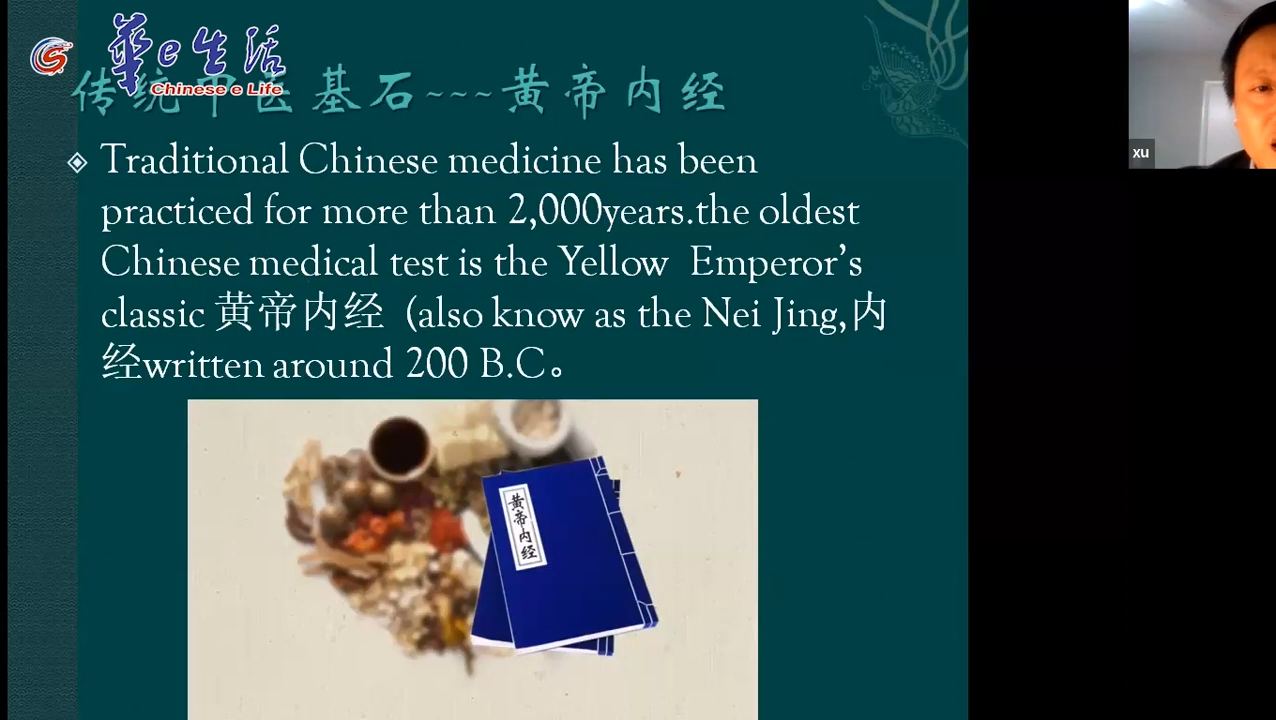 華e生活
Chinese e Life
传统中医基石~~~黄帝内经
Traditional Chinese medicine has been
practiced for more than 2,000years.the oldest
Chinese medical test is the Yellow Emperor's
classic 黄帝内经 (also know as the Nei Jing,内
经written around 200 B.C。
黄帝内经
xu